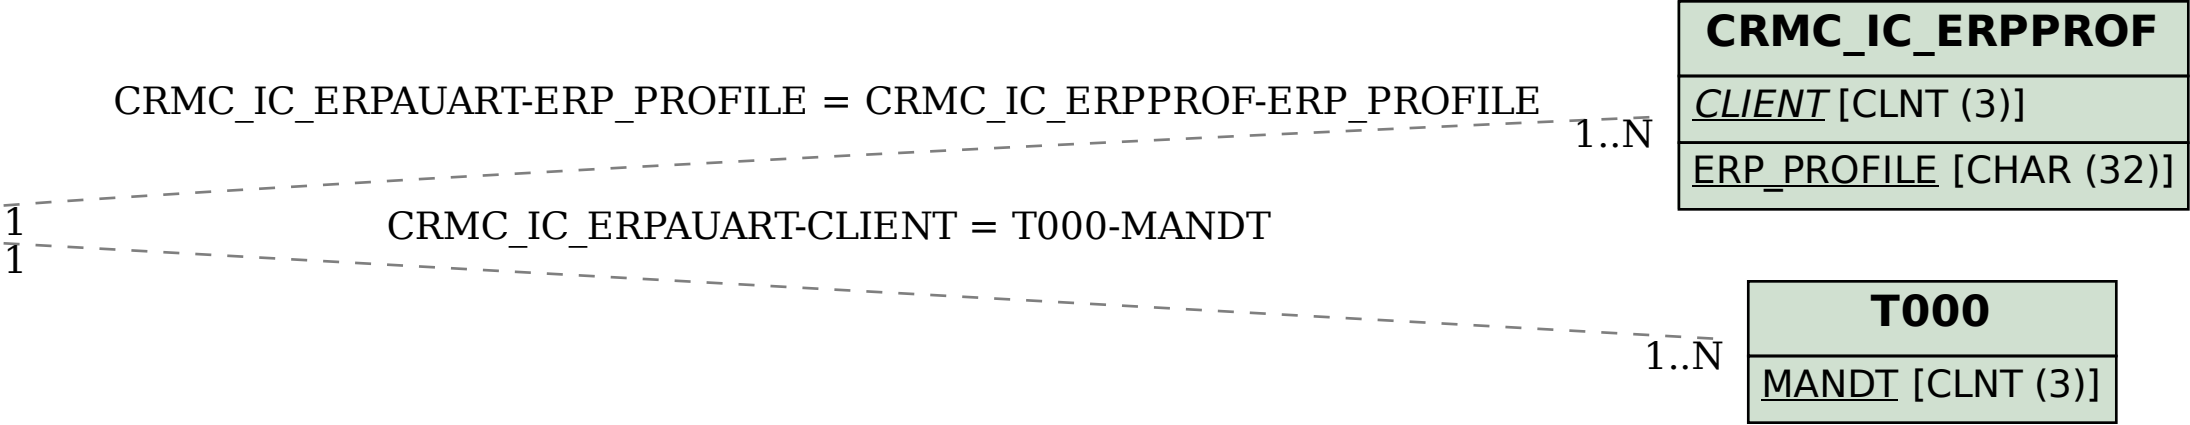 CRMC_IC_ERPPROF
CRMC_IC_ERPAUART-ERP_PROFILE = CRMC_IC_ERPPROF-ERP_PROFILE
CLIENT [CLNT (3)]
1..N
ERP_PROFILE [CHAR (32)]
1
CRMC_IC_ERPAUART-CLIENT = T000-MANDT
1
T000
1..N
MANDT [CLNT (3)]